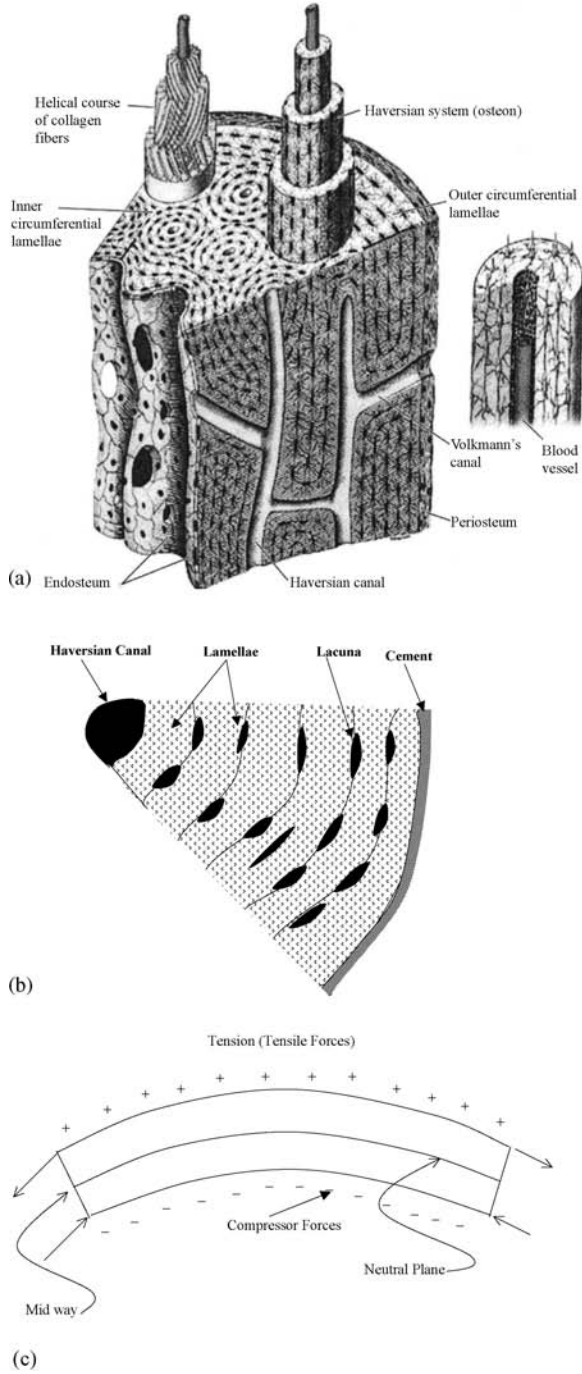 Helical course
of collagen
fibers
Haversian system (osteon)
Inner
circumferential
lamellae
Outer circumferential
lamellae
Volkmann's
canal
Blood
vessel
Periosteum
(a)
Endosteum
Haversian canal
Haversian Canal
Lamellae
Lacuna
Cement
(b)
Tension (Tensile Forces)
+ + + + + + + + + + + +
− − − − − − − − − −
Compressor Forces
Neutral Plane
Mid way
(c)